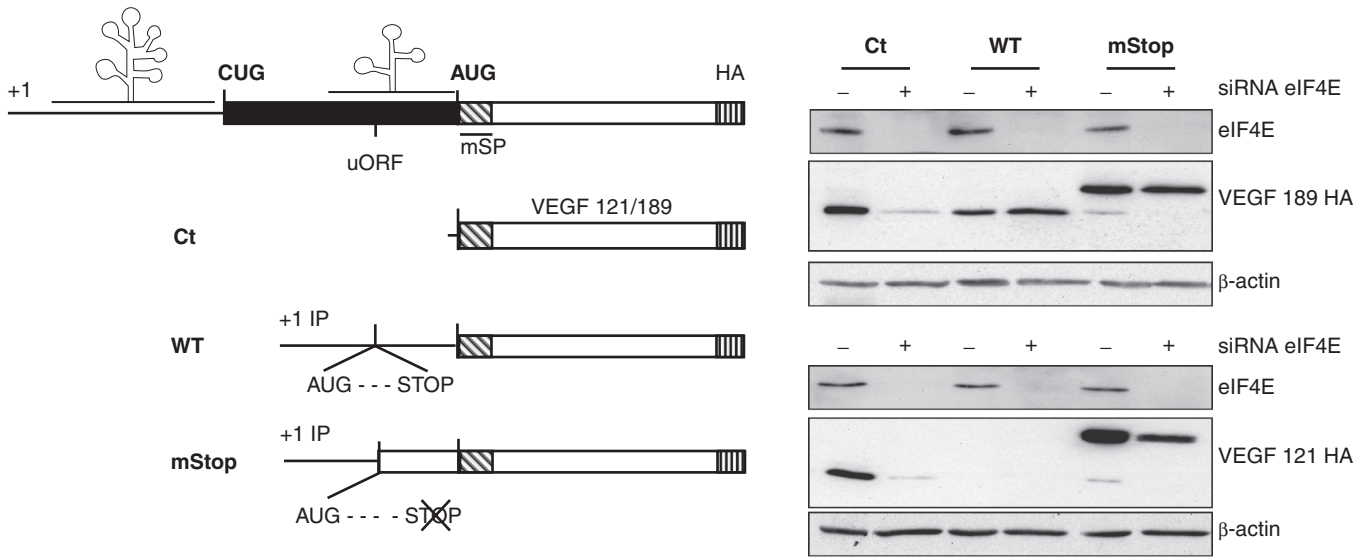 +1
CUG
AUG
HA
uORF
mSP
Ct
VEGF 121/189
WT
+1 IP
AUG - - - STOP
mStop
+1 IP
AUG - - - - STOP
Ct WT mStop
– + – + – + siRNA eIF4E
eIF4E
VEGF 189 HA
β-actin
– + – + – + siRNA eIF4E
eIF4E
VEGF 121 HA
β-actin